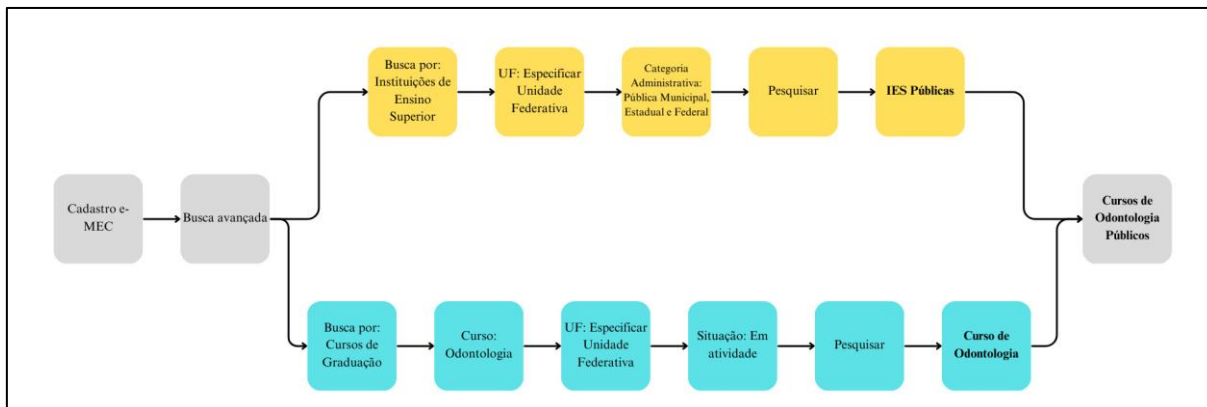 Cadastro e-
MEC
Busca avançada
Busca por:
Instituições de
Ensino
Superior
UF: Especificar
Unidade
Federativa
Categoria
Administrativa:
Pública Municipal,
Estadual e Federal
Pesquisar
IES Públicas
Busca por:
Cursos de
Graduação
Curso:
Odontologia
UF: Especificar
Unidade
Federativa
Situação: Em
atividade
Pesquisar
Curso de
Odontologia
Cursos de
Odontologia
Públicos